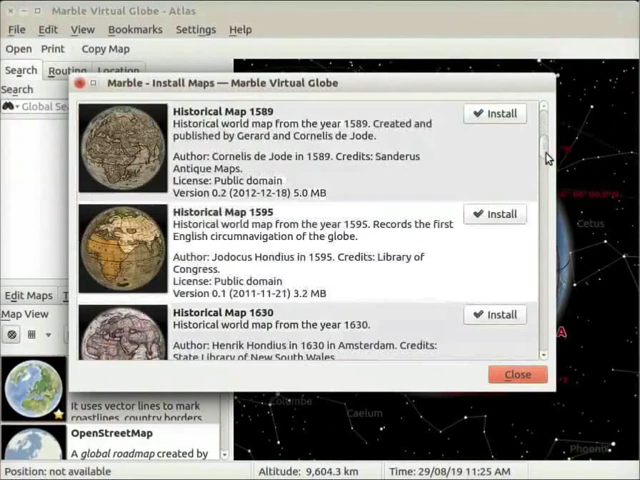 Marble Virtual Globe - Atlas
File Edit View Bookmarks Settings Help
Open Print Copy Map
Search Routing Location
Search
Global Sea
Marble - Install Maps — Marble Virtual Globe
Historical Map 1589
Historical world map from the year 1589. Created and
published by Gerard and Cornelis de Jode.
Author: Cornelis de Jode in 1589. Credits: Sanderus
Antique Maps.
License: Public domain
Version 0.2 (2012-12-18) 5.0 MB
Install
Historical Map 1595
Historical world map from the year 1595. Records the first
English circumnavigation of the globe.
Author: Jodocus Hondius in 1595. Credits: Library of
Congress.
License: Public domain
Version 0.1 (2011-11-21) 3.2 MB
Install
Historical Map 1630
Historical world map from the year 1630.
Author: Henrik Hondius in 1630 in Amsterdam. Credits:
State Library of New South Wales.
Install
Close
Cetus
A
Edit Maps T
Map View
It uses vector lines to mark
coastlines, country borders
OpenStreetMap
A global roadmap created by
Columba
Caelum
Phoenix
Position: not available
Altitude: 9,604.3 km
Time: 29/08/19 11:25 AM